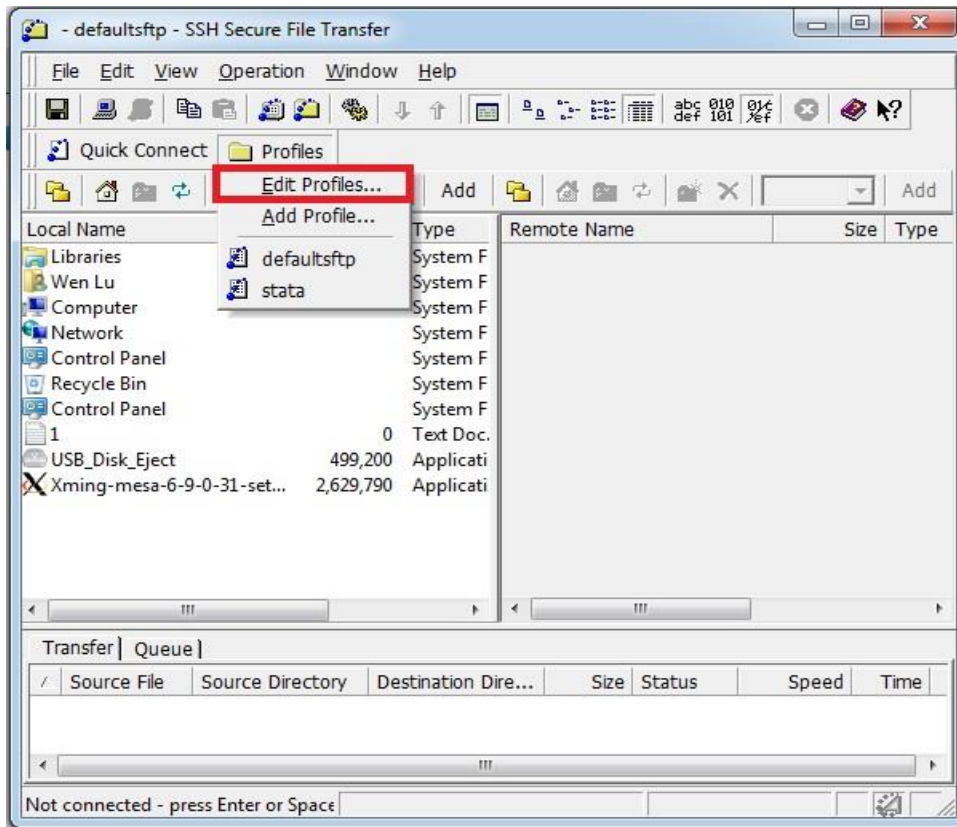 - defaultsftp - SSH Secure File Transfer
File Edit View Operation Window Help
abc def 010 101
Quick Connect Profiles
Edit Profiles... Add Add
Add Profile...
defaultsftp
stata
Local Name Type Remote Name Size Type
Libraries System F
Wen Lu System F
Computer System F
Network System F
Control Panel System F
Recycle Bin System F
Control Panel System F
1 0 Text Doc.
USB_Disk_Eject 499,200 Applicati
Xming-mesa-6-9-0-31-set... 2,629,790 Applicati
Transfer Queue
/ Source File Source Directory Destination Dire... Size Status Speed Time
Not connected - press Enter or Space